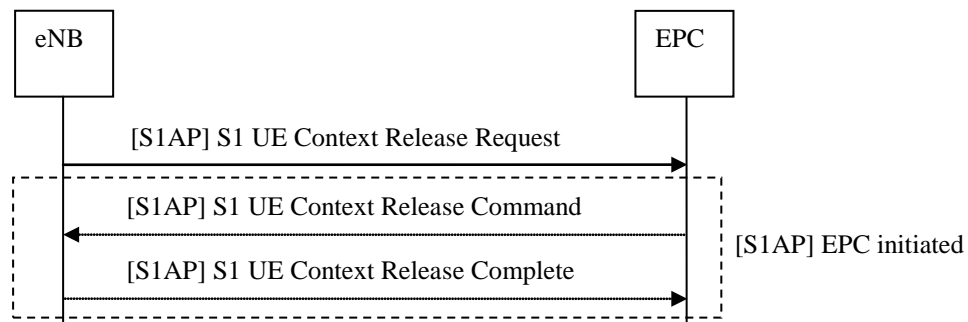 eNB
EPC
[S1AP] S1 UE Context Release Request
[S1AP] S1 UE Context Release Command
[S1AP] EPC initiated
[S1AP] S1 UE Context Release Complete